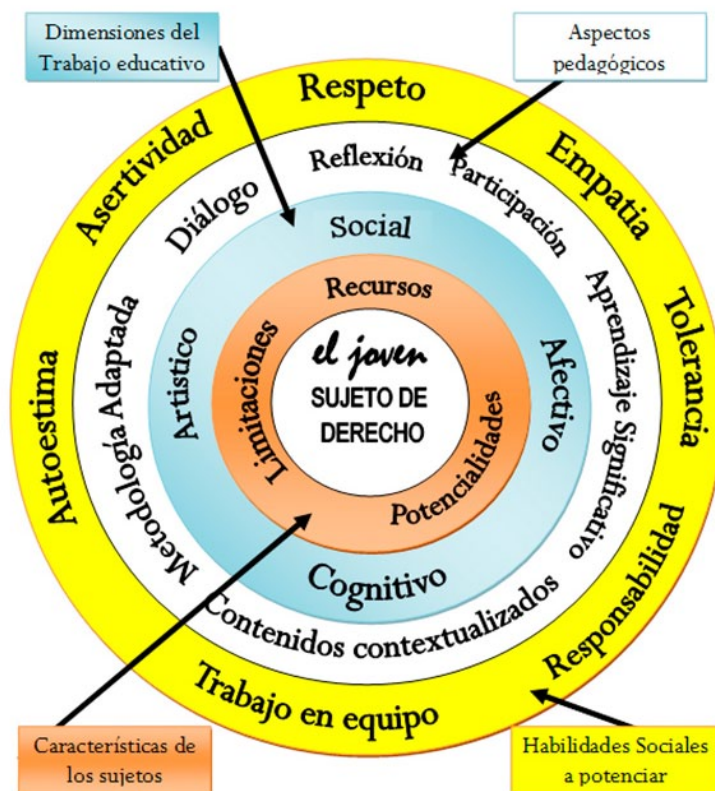 Dimensiones del
Trabajo educativo
Aspectos
pedagógicos
Respeto
Empatia
Tolerancia
Responsabilidad
Trabajo en equipo
Autoestima
Asertividad
Reflexión
Participación
Aprendizaje Significativo
Contenidos contextualizados
Metodología Adaptada
Diálogo
Social
Afectivo
Cognitivo
Artistico
Recursos
Potencialidades
Limitaciones
el joven
SUJETO DE
DERECHO
Características de
los sujetos
Habilidades Sociales
a potenciar